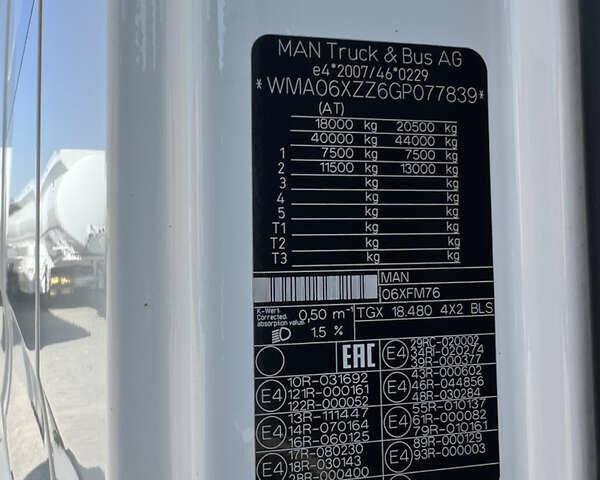 MAN Truck & Bus AG
e4*2007/46*0229
*WMA06XZZ6GP077839*
(AT)
18000 kg 20500 kg
40000 kg 44000 kg
1 7500 kg 7500 kg
2 11500 kg 13000 kg
3 kg kg
4 kg kg
5 kg kg
T1 kg kg
T2 kg kg
T3 kg kg
MAN
06XFM76
K-Wert
Corrected
absorption value
0,50 m⁻¹
1.5 %
TGX 18.480 4X2 BLS
EAC
E4
10R-031692
121R-000161
122R-000052
E4
13R-111447
14R-070164
16R-060125
E4
17R-080230
18R-030143
28R-000400
E4
29RC-020002
34RI-020274
39R-000377
E4
43R-000602
46R-044856
48R-030284
E4
55R-010137
61R-000082
79R-010161
E4
89R-000129
93R-000003